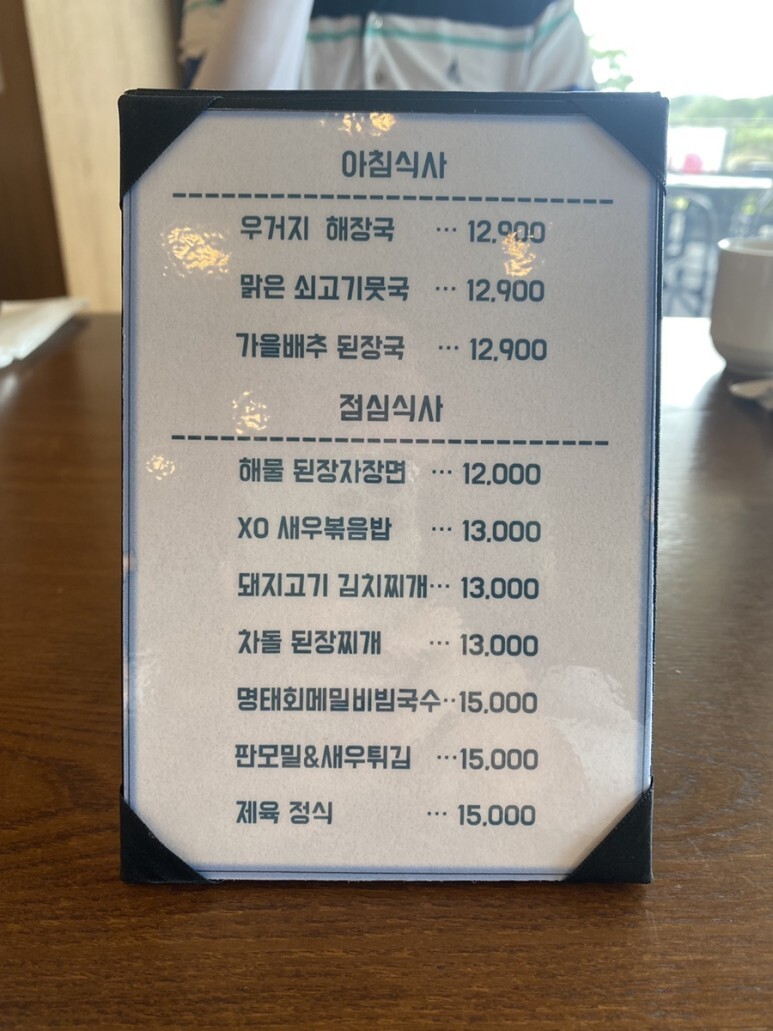 아침식사
우거지 해장국 ··· 12,900
맑은 쇠고기뭇국 ··· 12,900
가을배추 된장국 ··· 12,900
점심식사
해물 된장자장면 ··· 12,000
XO 새우볶음밥 ··· 13,000
돼지고기 김치찌개··· 13,000
차돌 된장찌개 ··· 13,000
명태회메밀비빔국수··15,000
판모밀&새우튀김 ···15,000
제육 정식 ··· 15,000